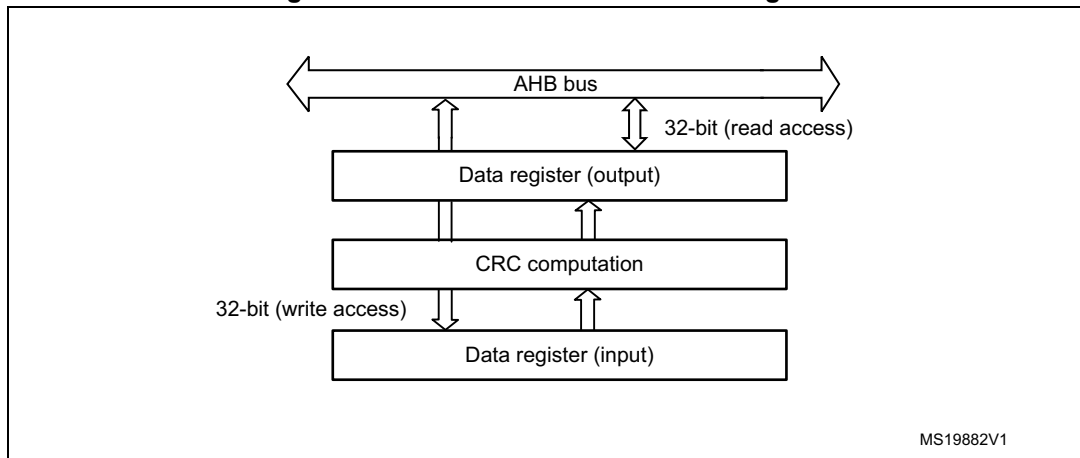 AHB bus
32-bit (read access)
Data register (output)
CRC computation
32-bit (write access)
Data register (input)
MS19882V1